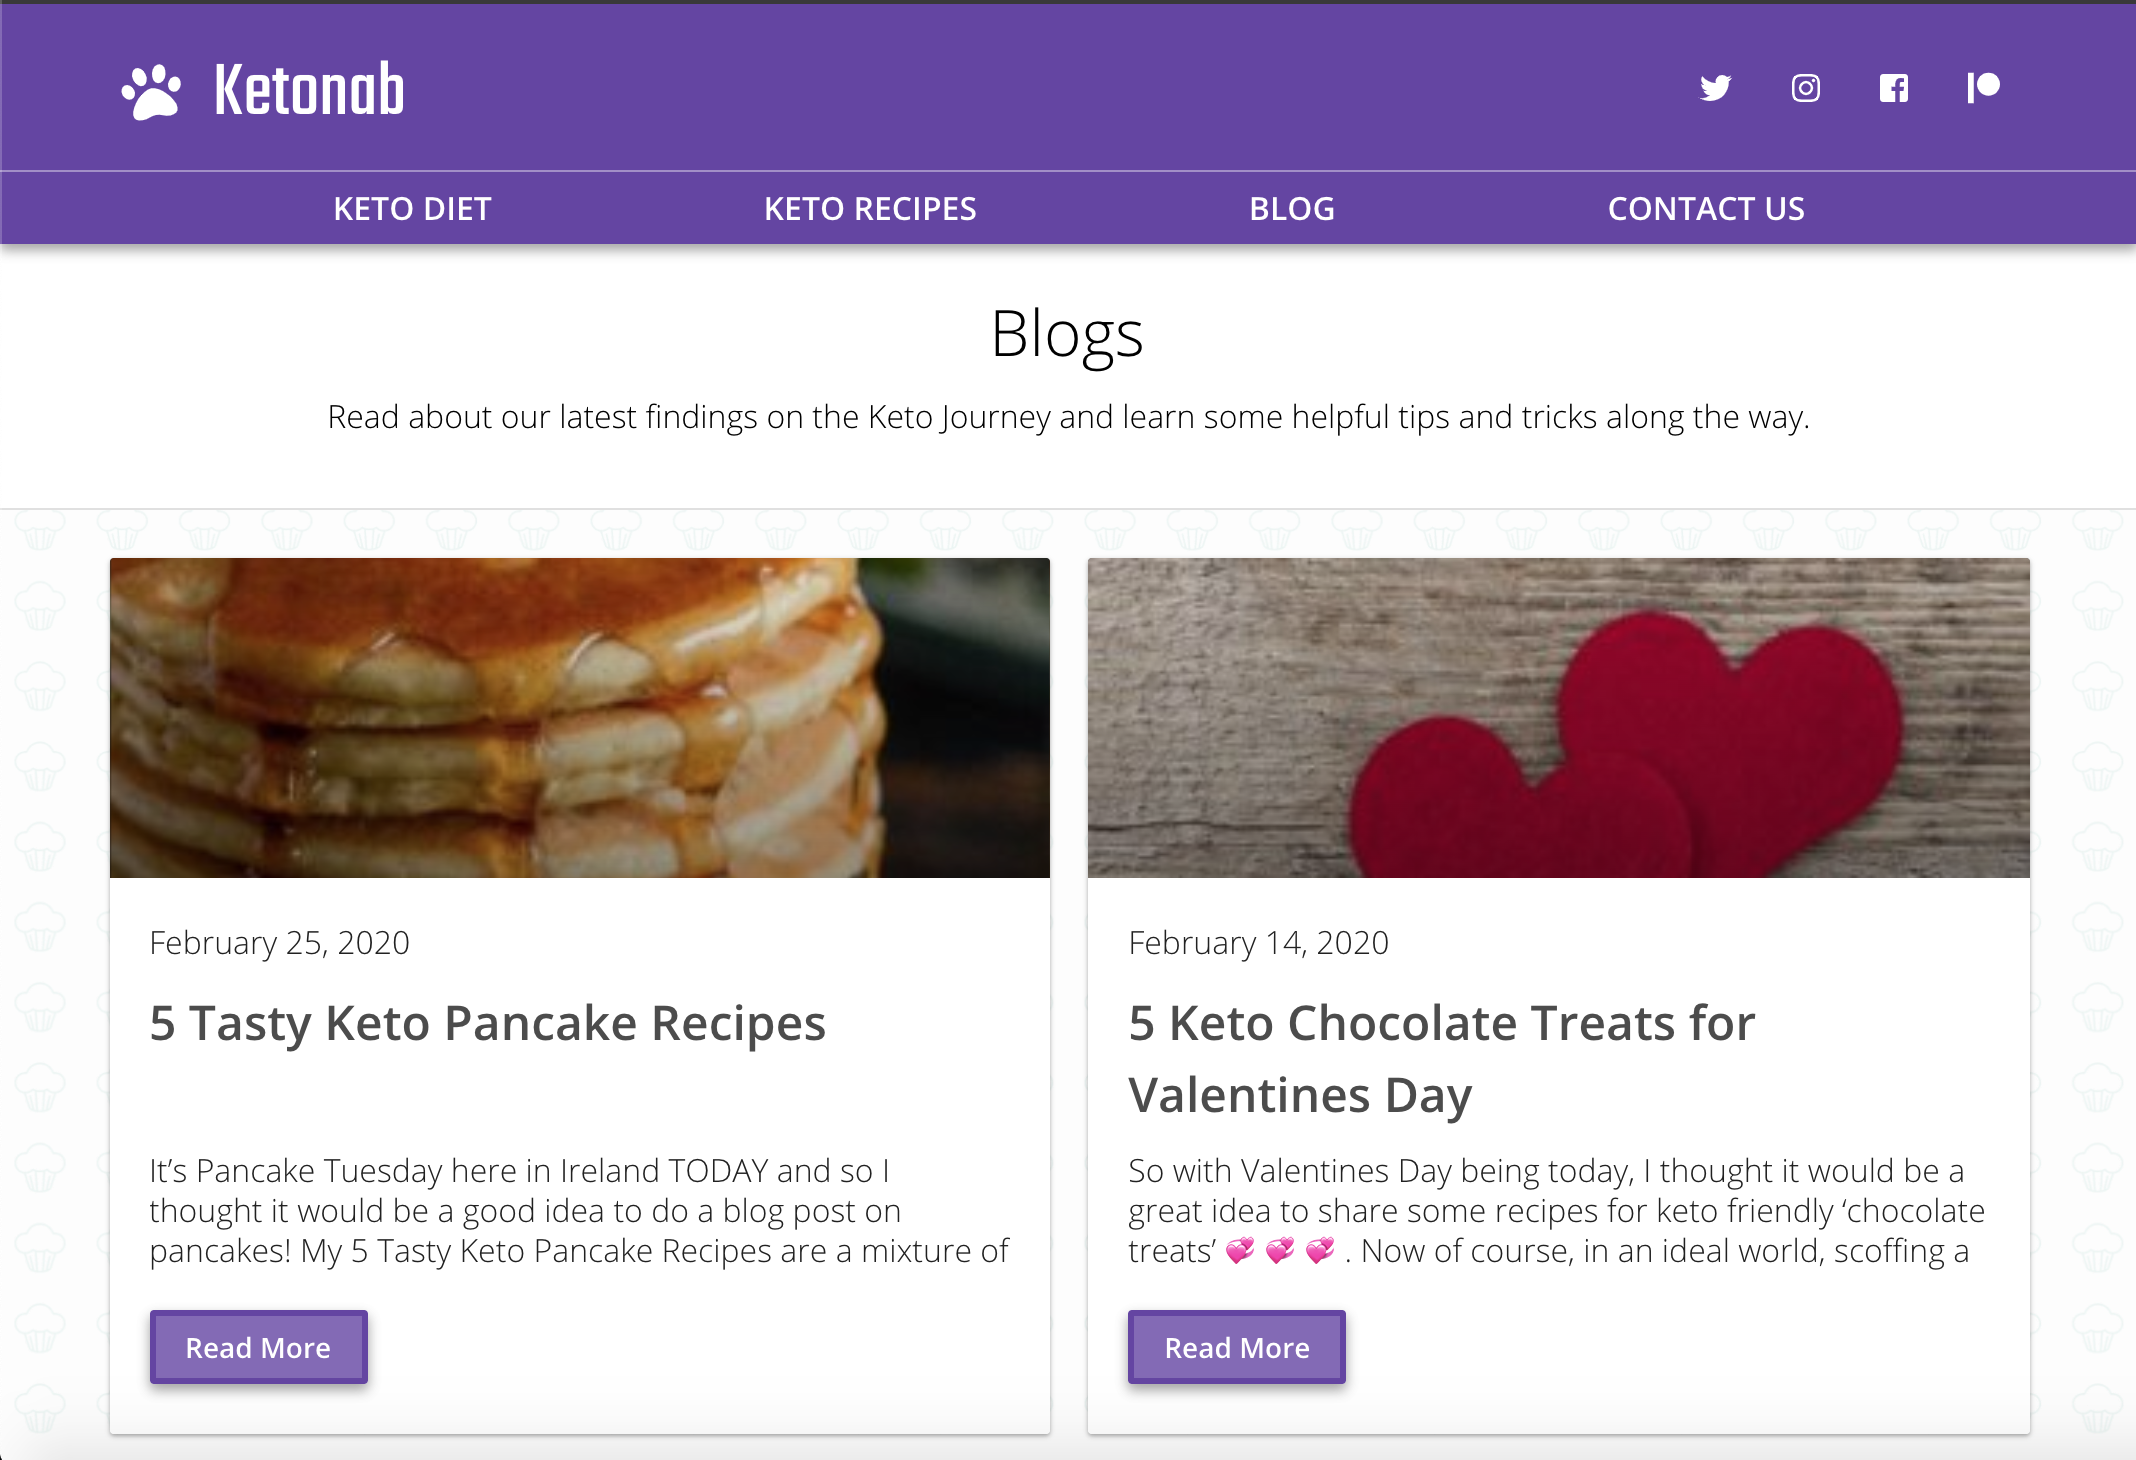 Ketonab
KETO DIET
KETO RECIPES
BLOG
CONTACT US
Blogs
Read about our latest findings on the Keto Journey and learn some helpful tips and tricks along the way.
February 25, 2020
5 Tasty Keto Pancake Recipes
It’s Pancake Tuesday here in Ireland TODAY and so I
thought it would be a good idea to do a blog post on
pancakes! My 5 Tasty Keto Pancake Recipes are a mixture of
Read More
February 14, 2020
5 Keto Chocolate Treats for
Valentines Day
So with Valentines Day being today, I thought it would be a
great idea to share some recipes for keto friendly ‘chocolate
treats’ 💞 💞 💞 . Now of course, in an ideal world, scoffing a
Read More